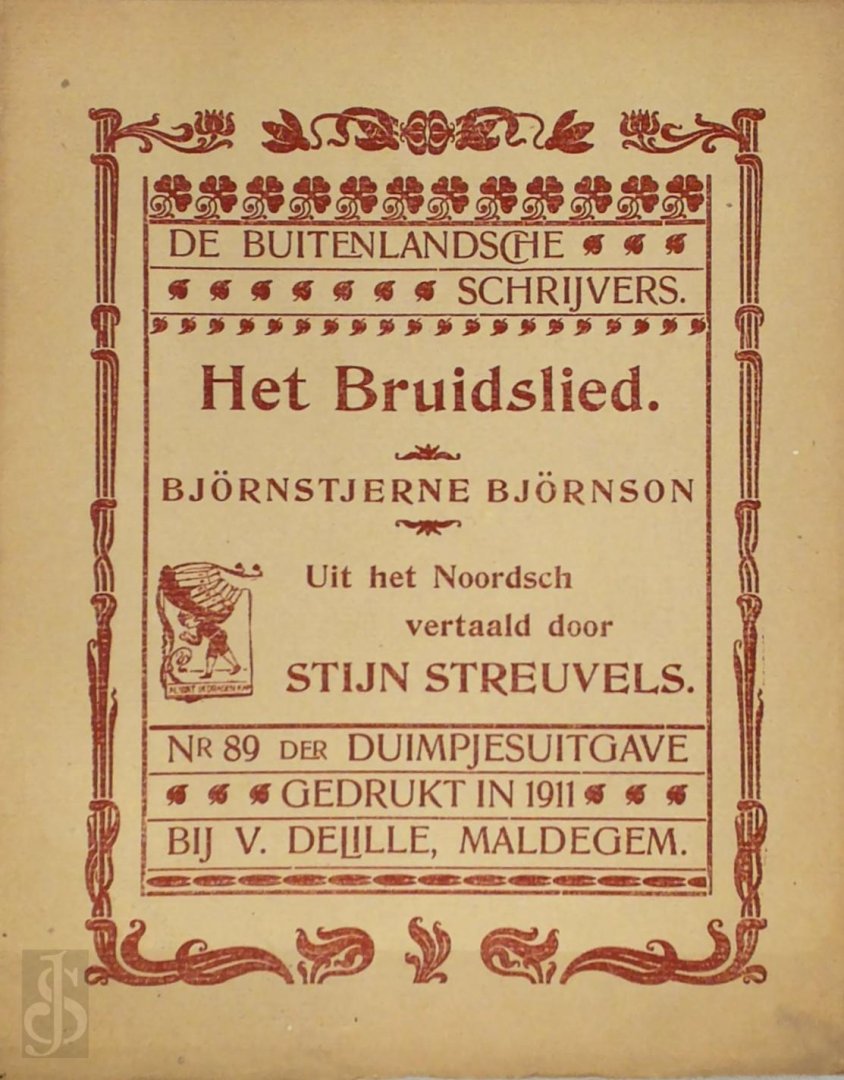 DE BUITENLANDSCHE
SCHRIJVERS.
Het Bruidslied.
BJÖRNSTJERNE BJÖRNSON
Uit het Noordsch
vertaald door
STIJN STREUVELS.
NR 89 DER DUIMPJESUITGAVE
GEDRUKT IN 1911
BIJ V. DELILLE, MALDEGEM.
JS